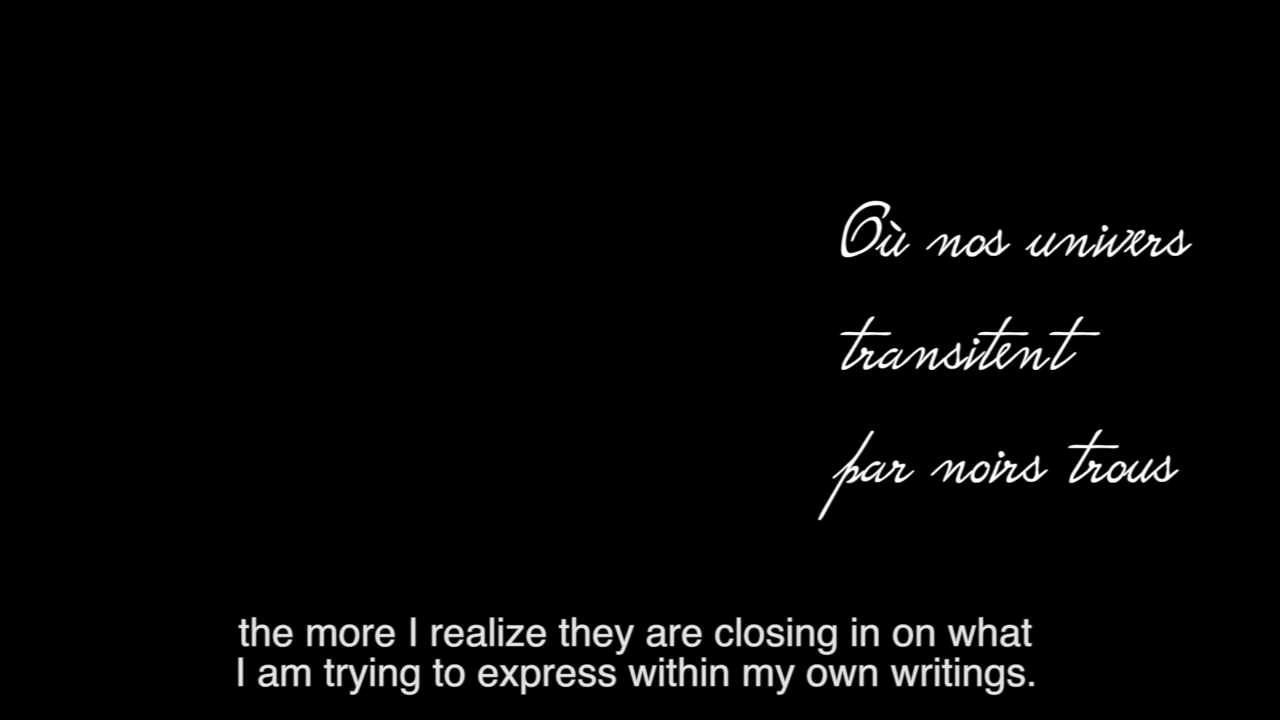 Où nos univers
transitent
par noirs trous
the more I realize they are closing in on what
I am trying to express within my own writings.